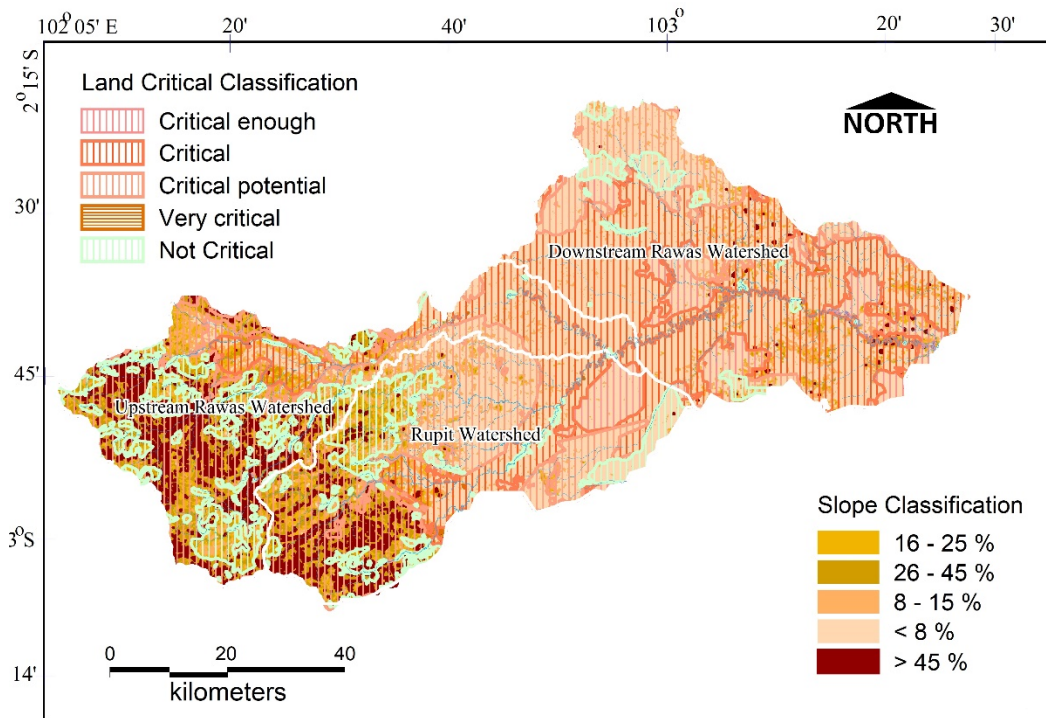 102° 05' E 20' 40' 103° 20' 30'
2° 15' S
30'
45'
3° S
14'
Land Critical Classification
Critical enough
Critical
Critical potential
Very critical
Not Critical
NORTH
Downstream Rawas Watershed
Upstream Rawas Watershed
Rupit Watershed
Slope Classification
16 - 25 %
26 - 45 %
8 - 15 %
< 8 %
> 45 %
0 20 40
kilometers